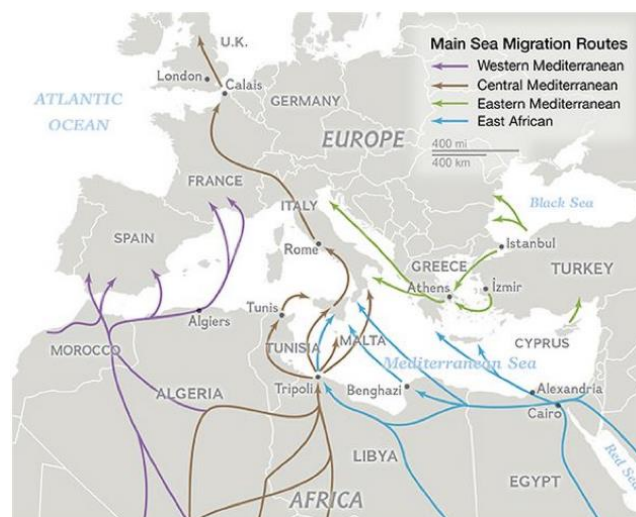 Main Sea Migration Routes
Western Mediterranean
Central Mediterranean
Eastern Mediterranean
East African
400 mi
400 km
U.K.
London
Calais
ATLANTIC
OCEAN
GERMANY
EUROPE
FRANCE
ITALY
Black Sea
SPAIN
Rome
Istanbul
GREECE
TURKEY
Athens
İzmir
Algiers
Tunis
MOROCCO
TUNISIA
MALTA
CYPRUS
Mediterranean Sea
ALGERIA
Tripoli
Benghazi
Alexandria
Cairo
LIBYA
EGYPT
Red Sea
AFRICA